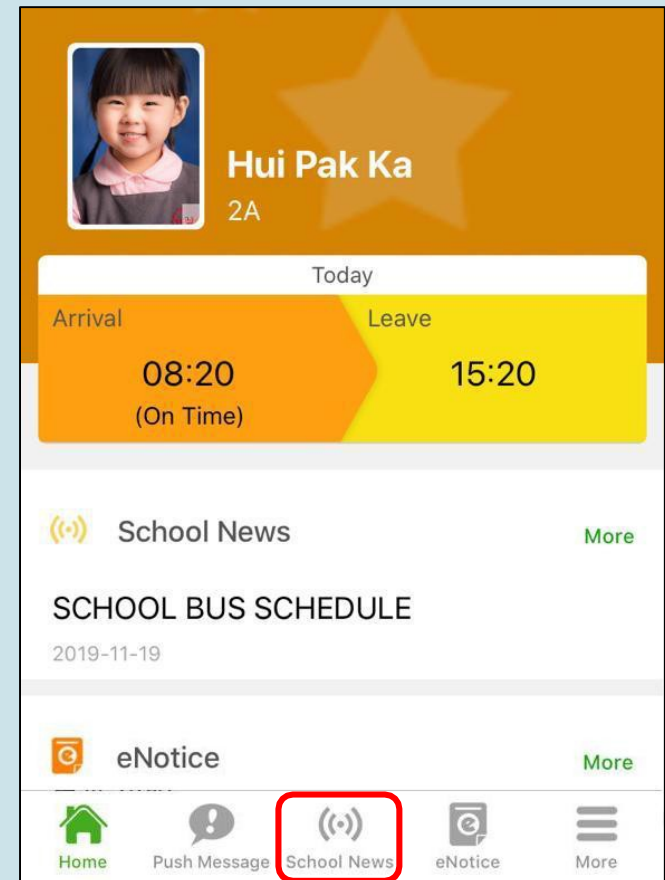 Hui Pak Ka
2A
Today
Arrival
Leave
08:20
15:20
(On Time)
School News
More
SCHOOL BUS SCHEDULE
2019-11-19
eNotice
More
Home
Push Message
School News
eNotice
More